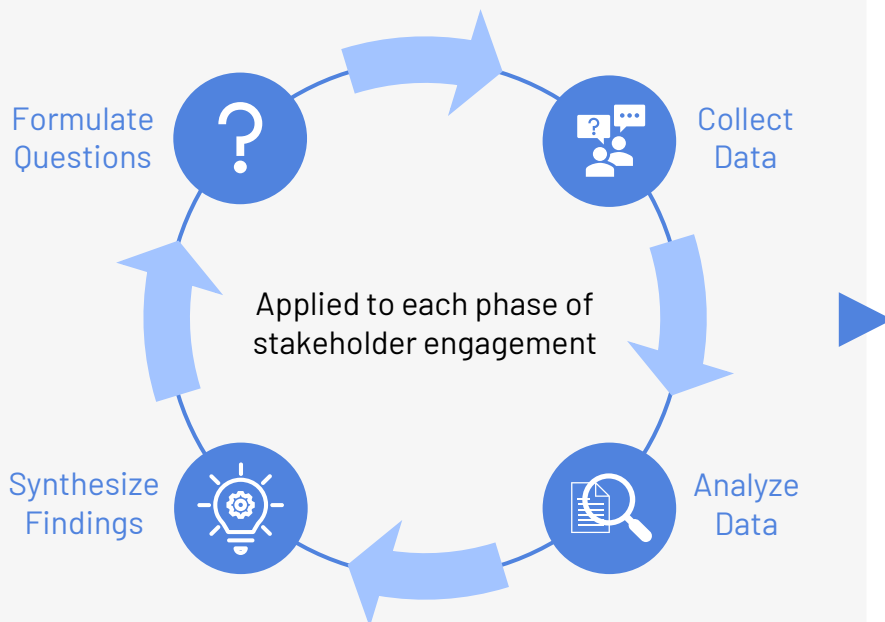 Formulate
Questions
?
Collect
Data
Applied to each phase of
stakeholder engagement
Synthesize
Findings
Analyze
Data